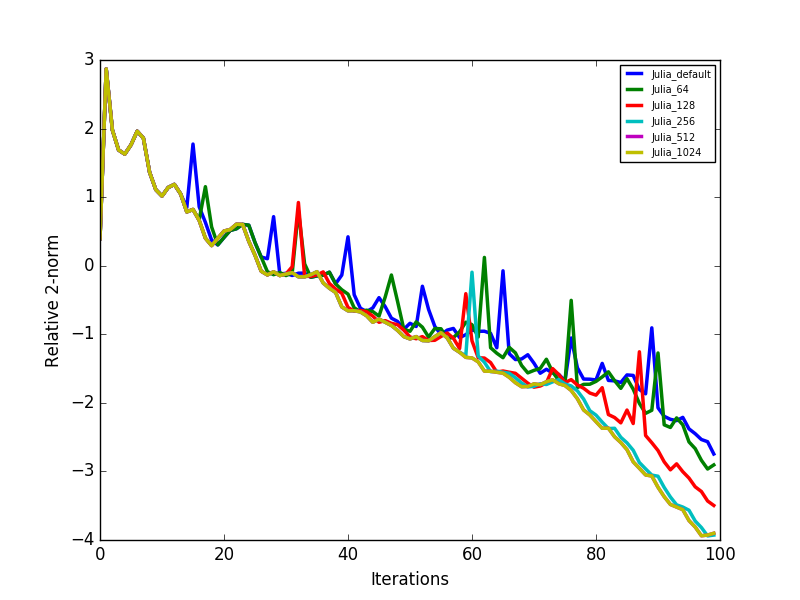 3
2
1
0
−1
−2
−3
−4
0
20
40
60
80
100
Relative 2-norm
Iterations
Julia_default
Julia_64
Julia_128
Julia_256
Julia_512
Julia_1024